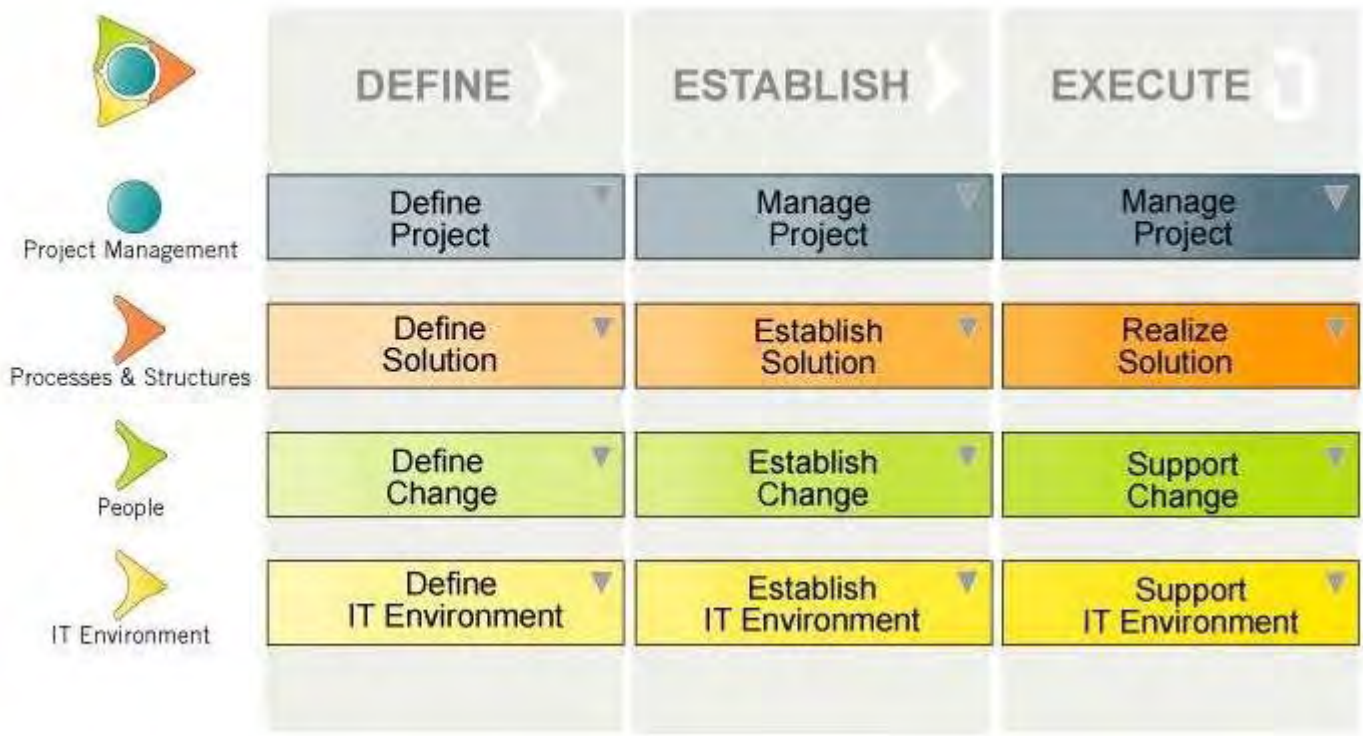 DEFINE
ESTABLISH
EXECUTE
Project Management
Define
Project
Manage
Project
Manage
Project
Processes & Structures
Define
Solution
Establish
Solution
Realize
Solution
People
Define
Change
Establish
Change
Support
Change
IT Environment
Define
IT Environment
Establish
IT Environment
Support
IT Environment